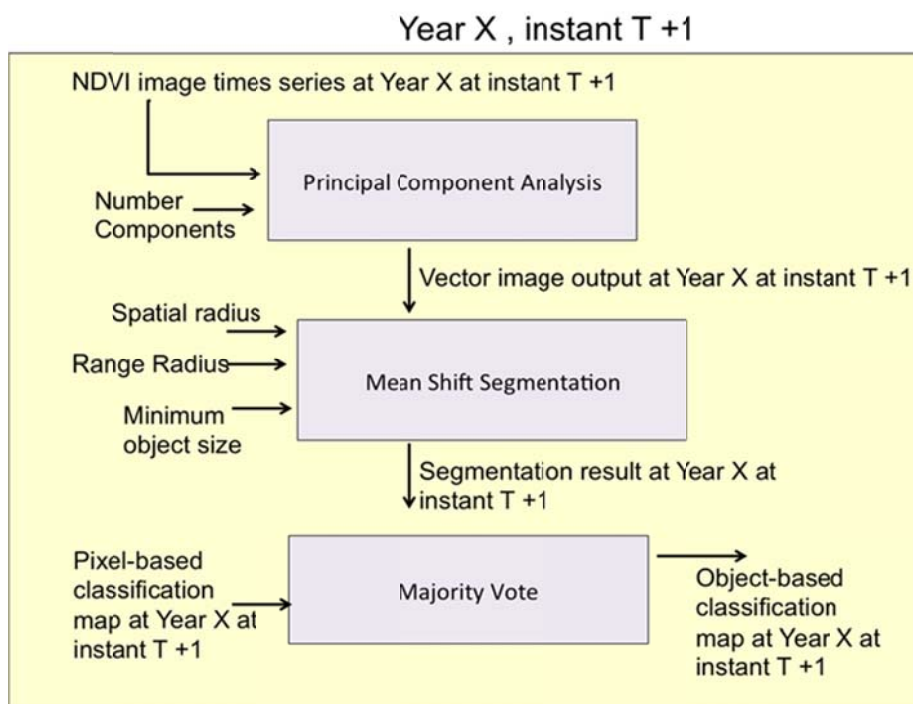 Year X , instant T +1
NDVI image times series at Year X at instant T +1
Principal Component Analysis
Number
Components
Vector image output at Year X at instant T +1
Spatial radius
Range Radius
Mean Shift Segmentation
Minimum
object size
Segmentation result at Year X at
instant T +1
Pixel-based
classification
map at Year X at
instant T +1
Majority Vote
Object-based
classification
map at Year X at
instant T +1